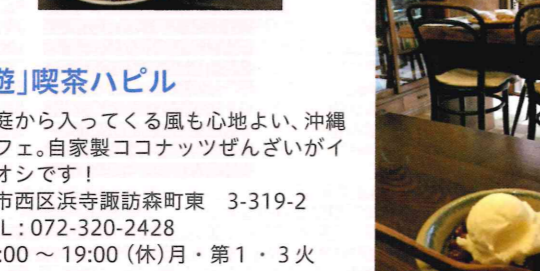 遊」喫茶ハピル
庭から入ってくる風も心地よい、沖縄
フェ。自家製ココナッツぜんざいがイ
オシです！
市西区浜寺諏訪森町東　3-319-2
L : 072-320-2428
:00 ～ 19:00 （休）月・第１・３火